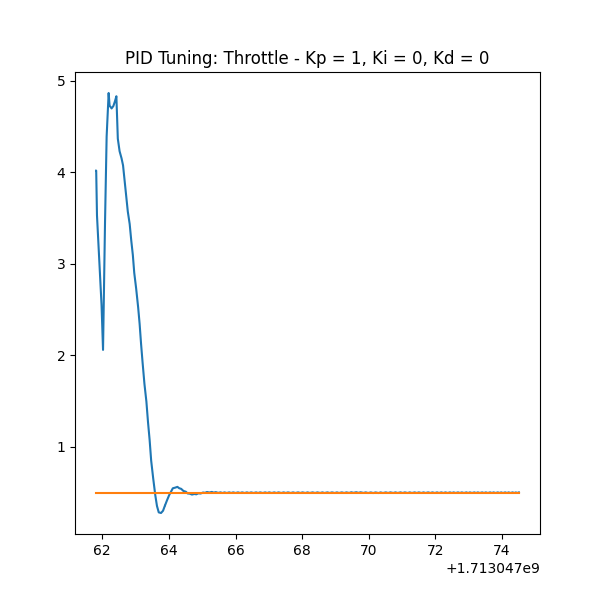 PID Tuning: Throttle - Kp = 1, Ki = 0, Kd = 0
5
4
3
2
1
62 64 66 68 70 72 74
+1.713047e9